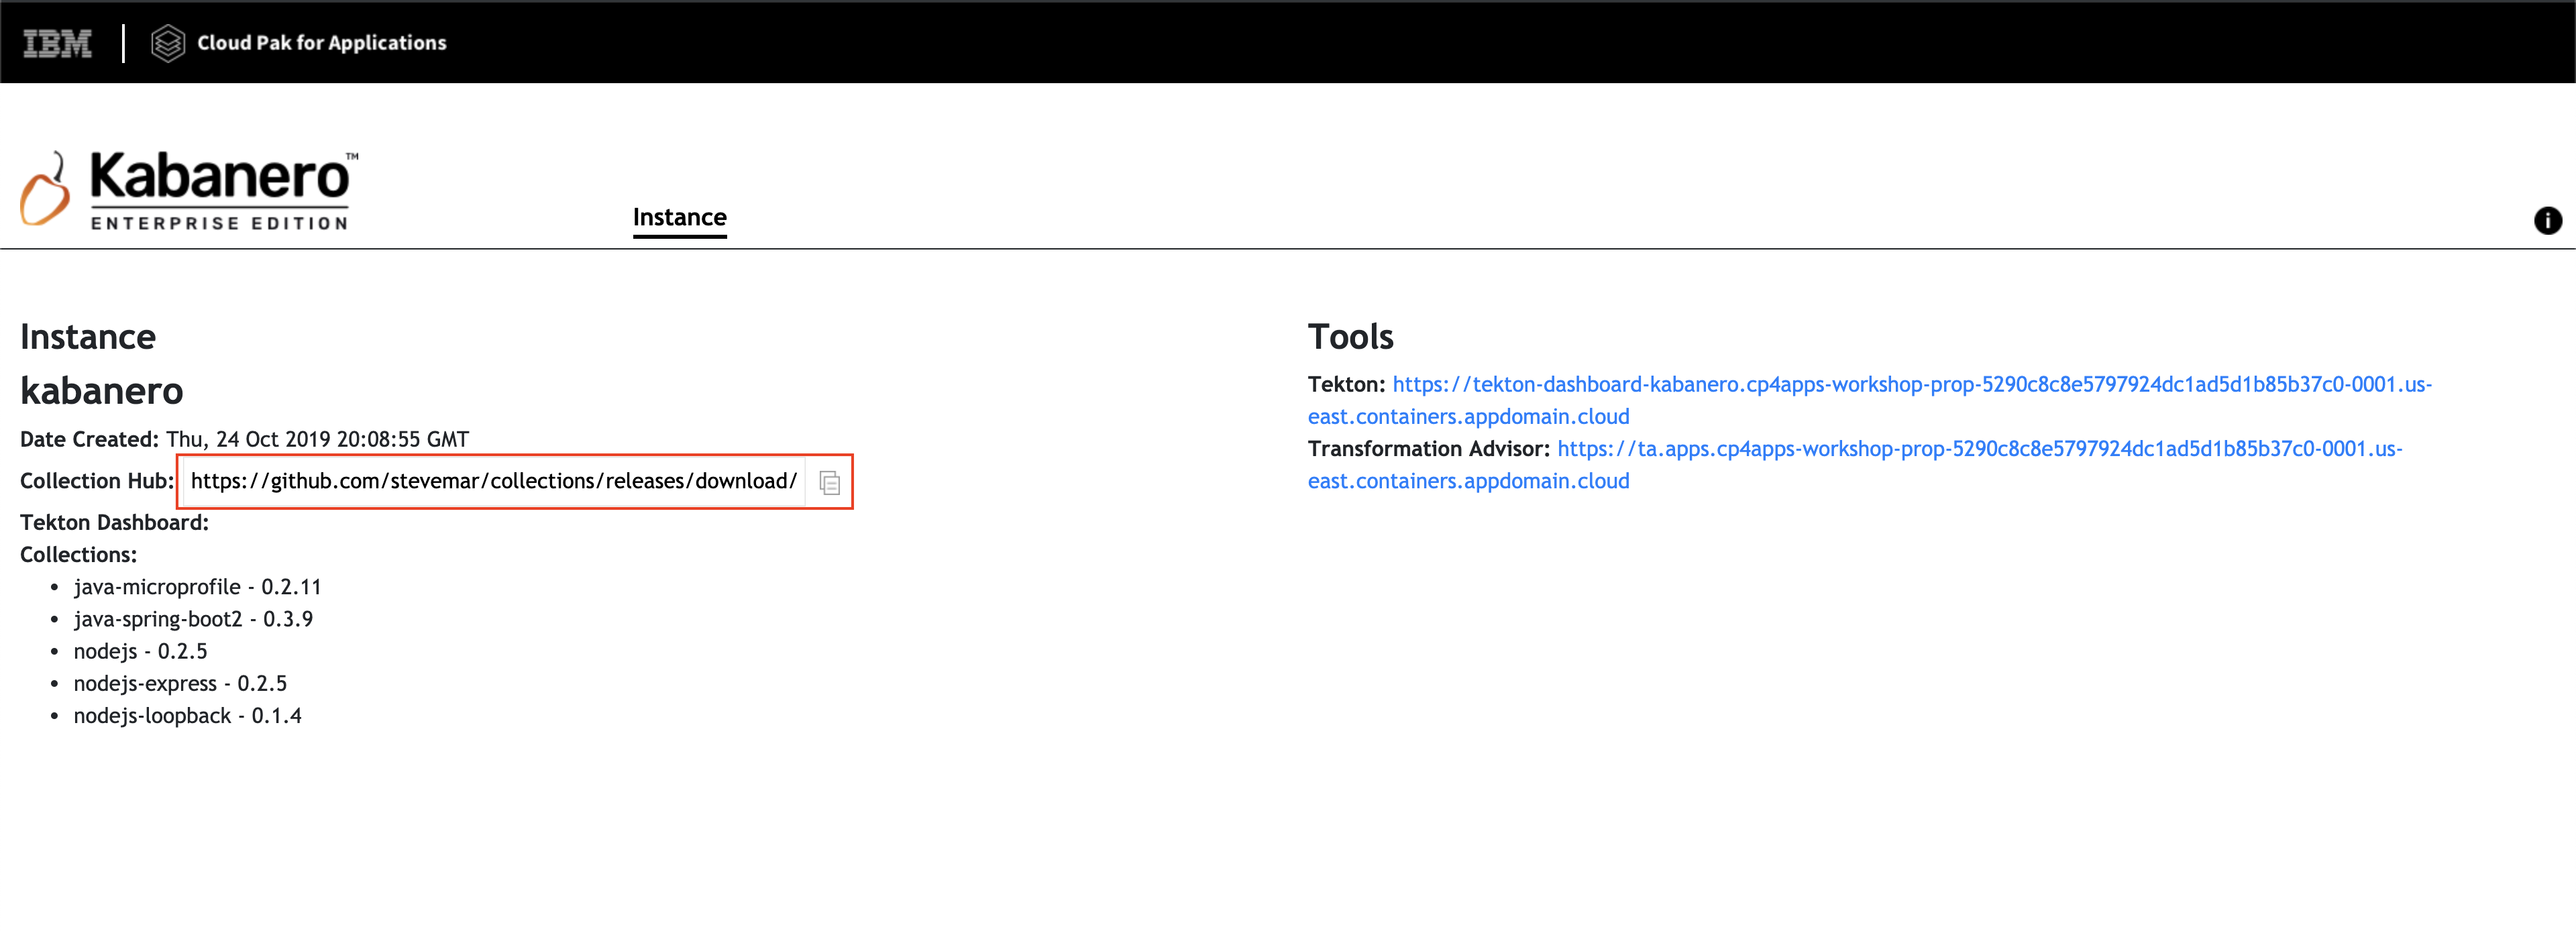 IBM
Cloud Pak for Applications
Kabanero™
ENTERPRISE EDITION
Instance
i
Instance
kabanero
Date Created: Thu, 24 Oct 2019 20:08:55 GMT
Collection Hub: https://github.com/stevemar/collections/releases/download/
Tekton Dashboard:
Collections:
• java-microprofile - 0.2.11
• java-spring-boot2 - 0.3.9
• nodejs - 0.2.5
• nodejs-express - 0.2.5
• nodejs-loopback - 0.1.4
Tools
Tekton: https://tekton-dashboard-kabanero.cp4apps-workshop-prop-5290c8c8e5797924dc1ad5d1b85b37c0-0001.us-
east.containers.appdomain.cloud
Transformation Advisor: https://ta.apps.cp4apps-workshop-prop-5290c8c8e5797924dc1ad5d1b85b37c0-0001.us-
east.containers.appdomain.cloud